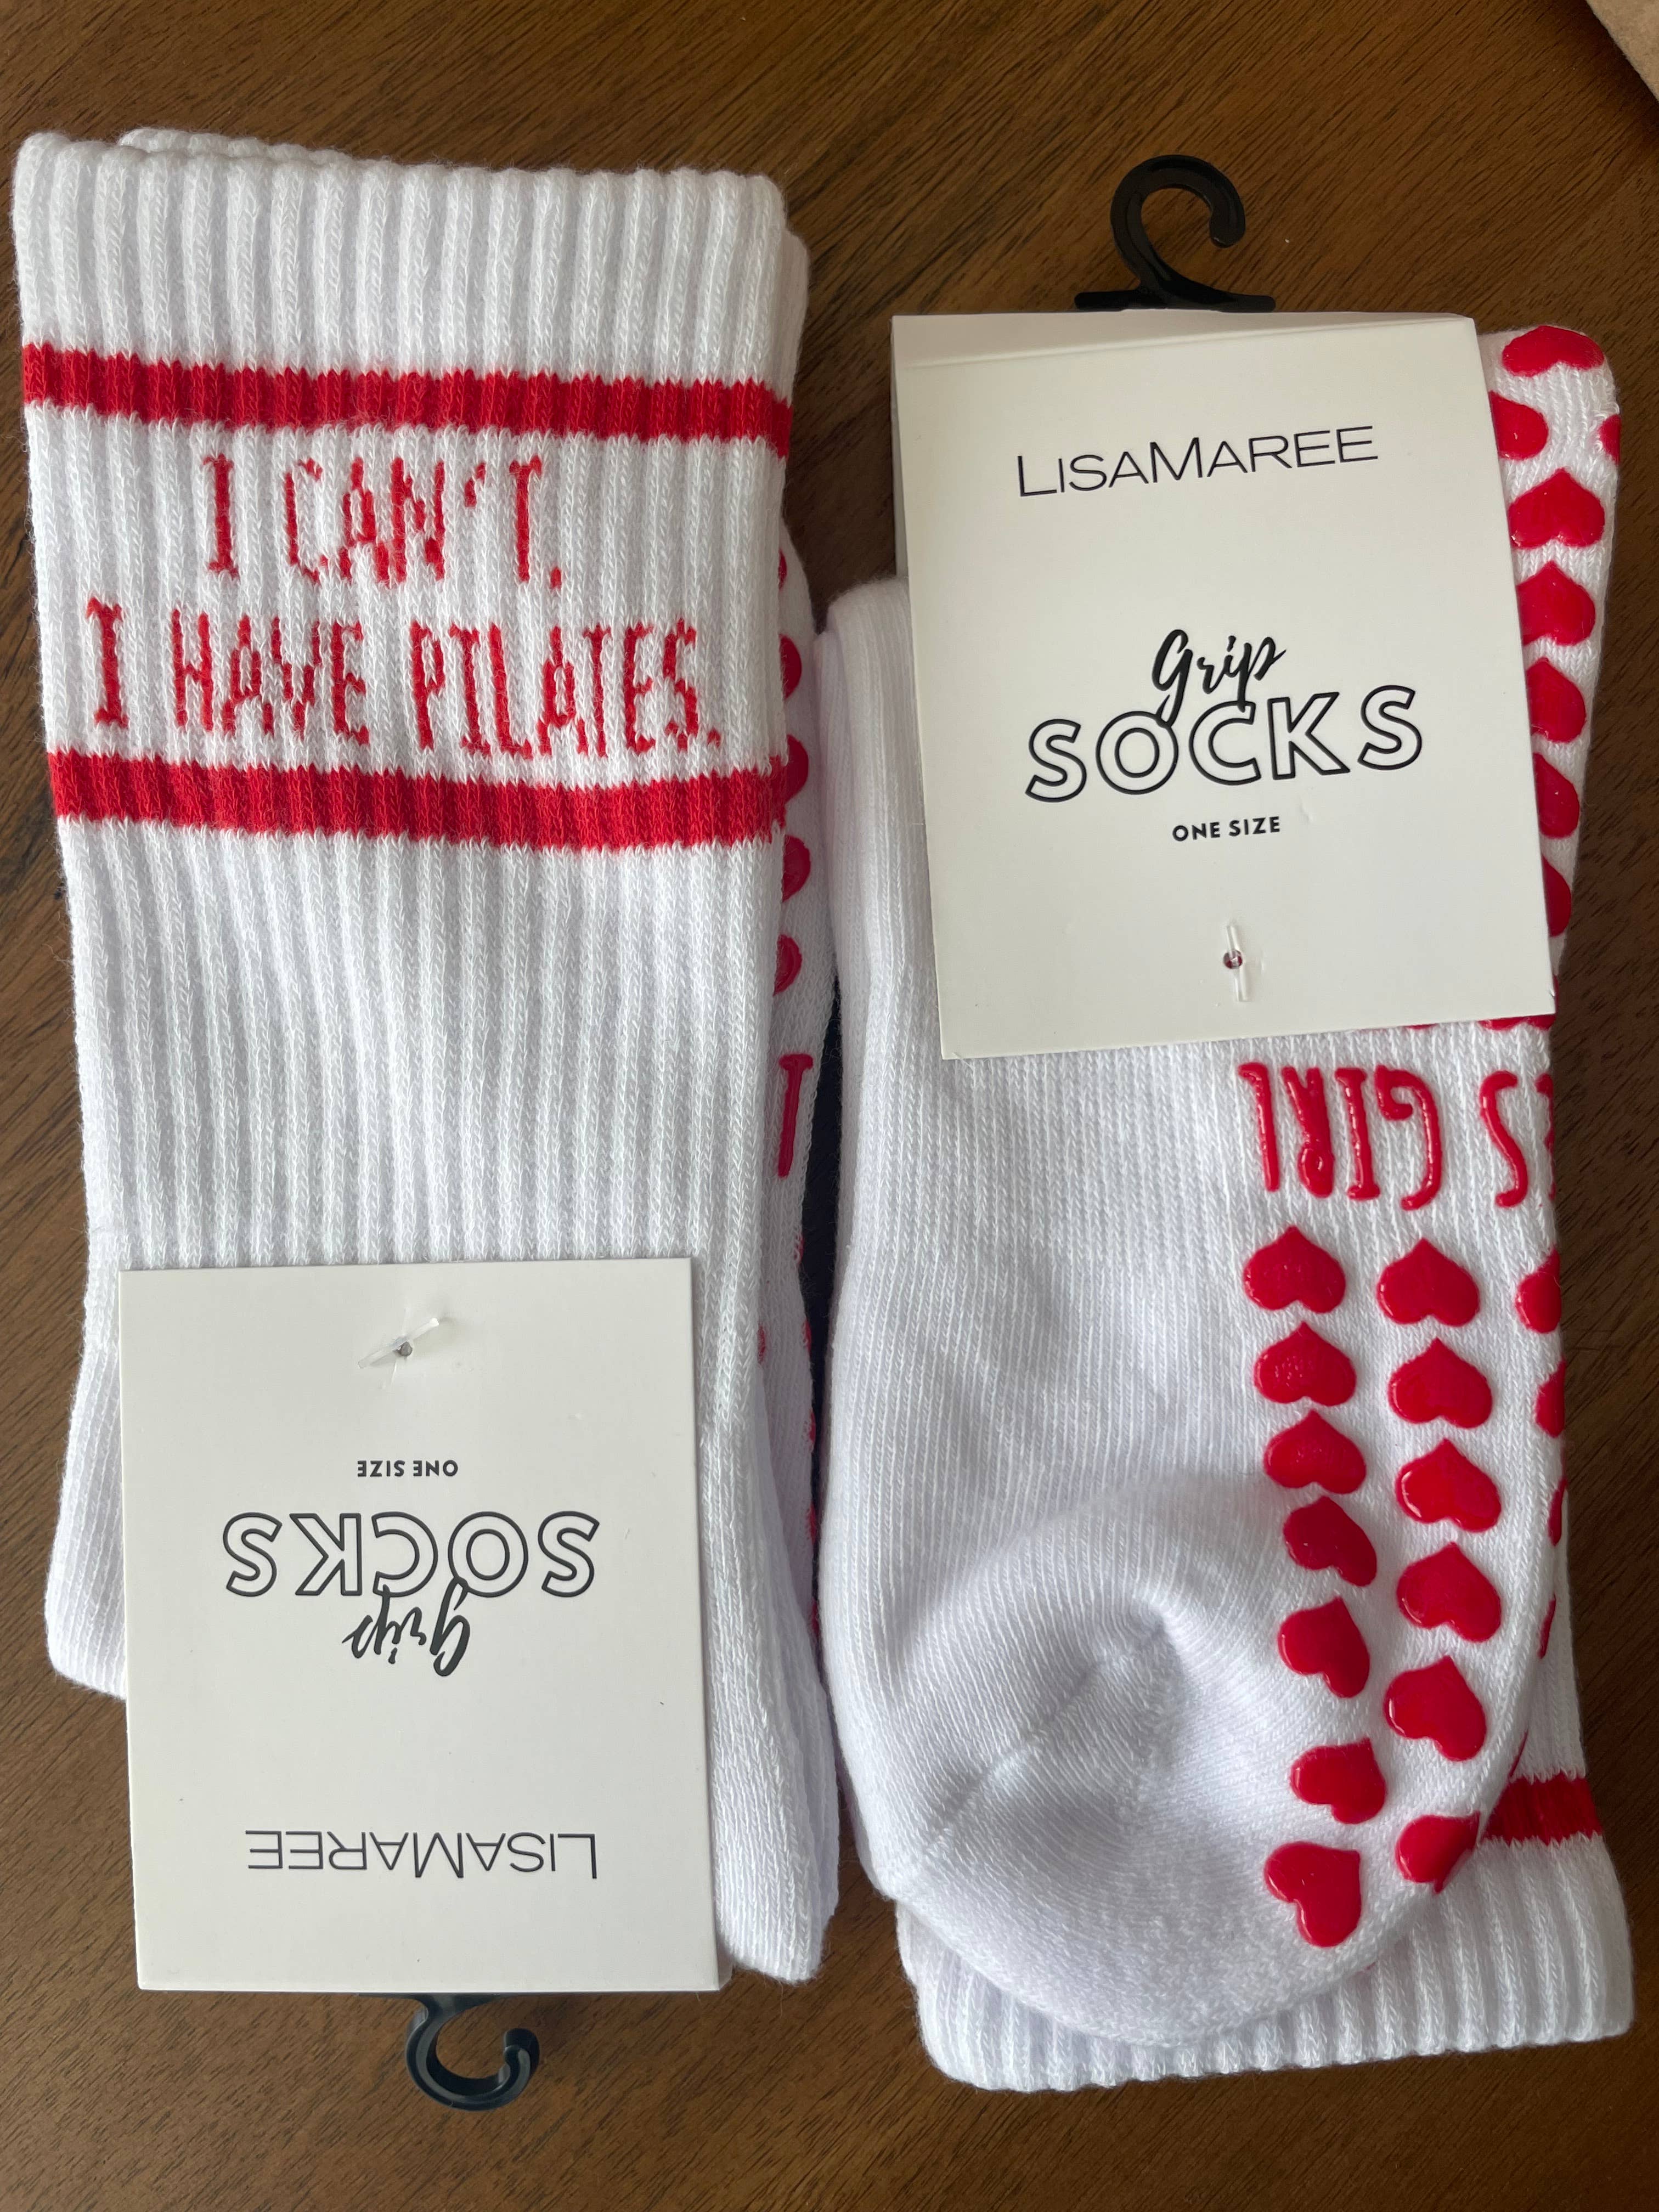 I CAN'T.
I HAVE PILATES.
ONE SIZE
grip
SOCKS
LISAMAREE
LISAMAREE
grip
SOCKS
ONE SIZE
GIRL